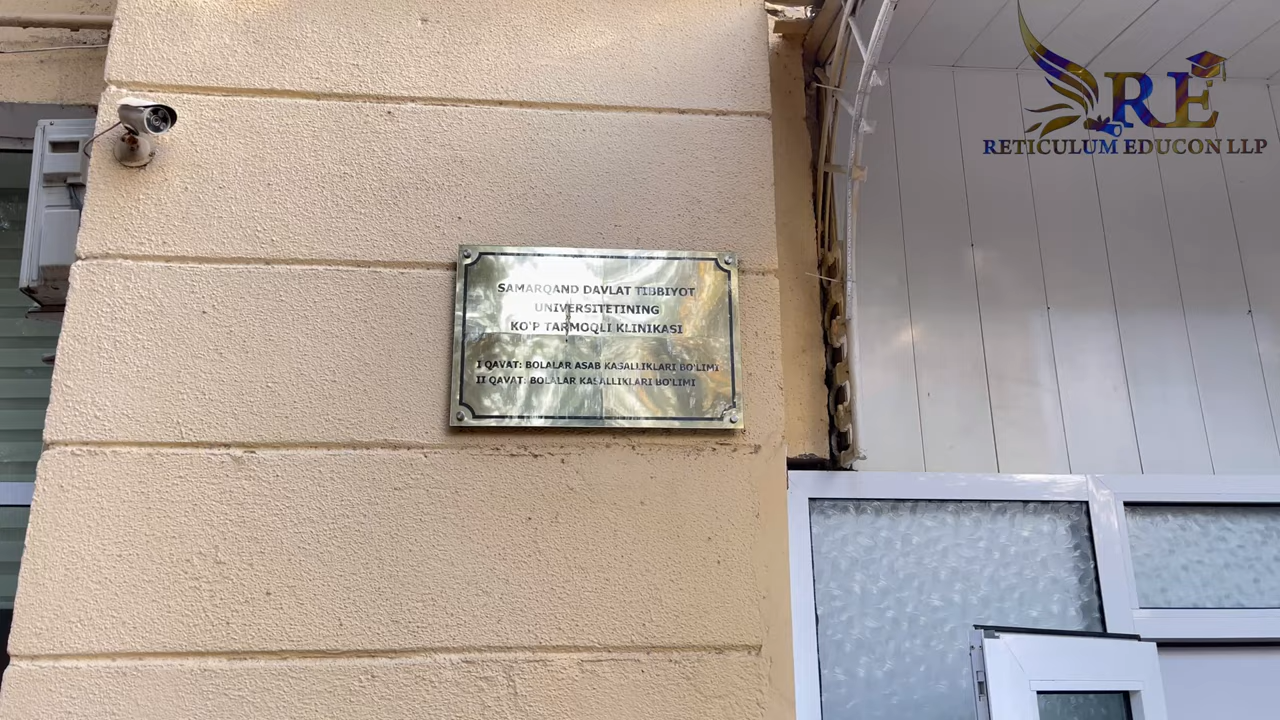 RE
RETICULUM EDUCON LLP
SAMARQAND DAVLAT TIBBIYOT
UNIVERSITETINING
KO'P TARMOQLI KLINIKASI
I QAVAT: BOLALAR ASAB KASALLIKLARI BO'LIMI
II QAVAT: BOLALAR KASALLIKLARI BO'LIMI